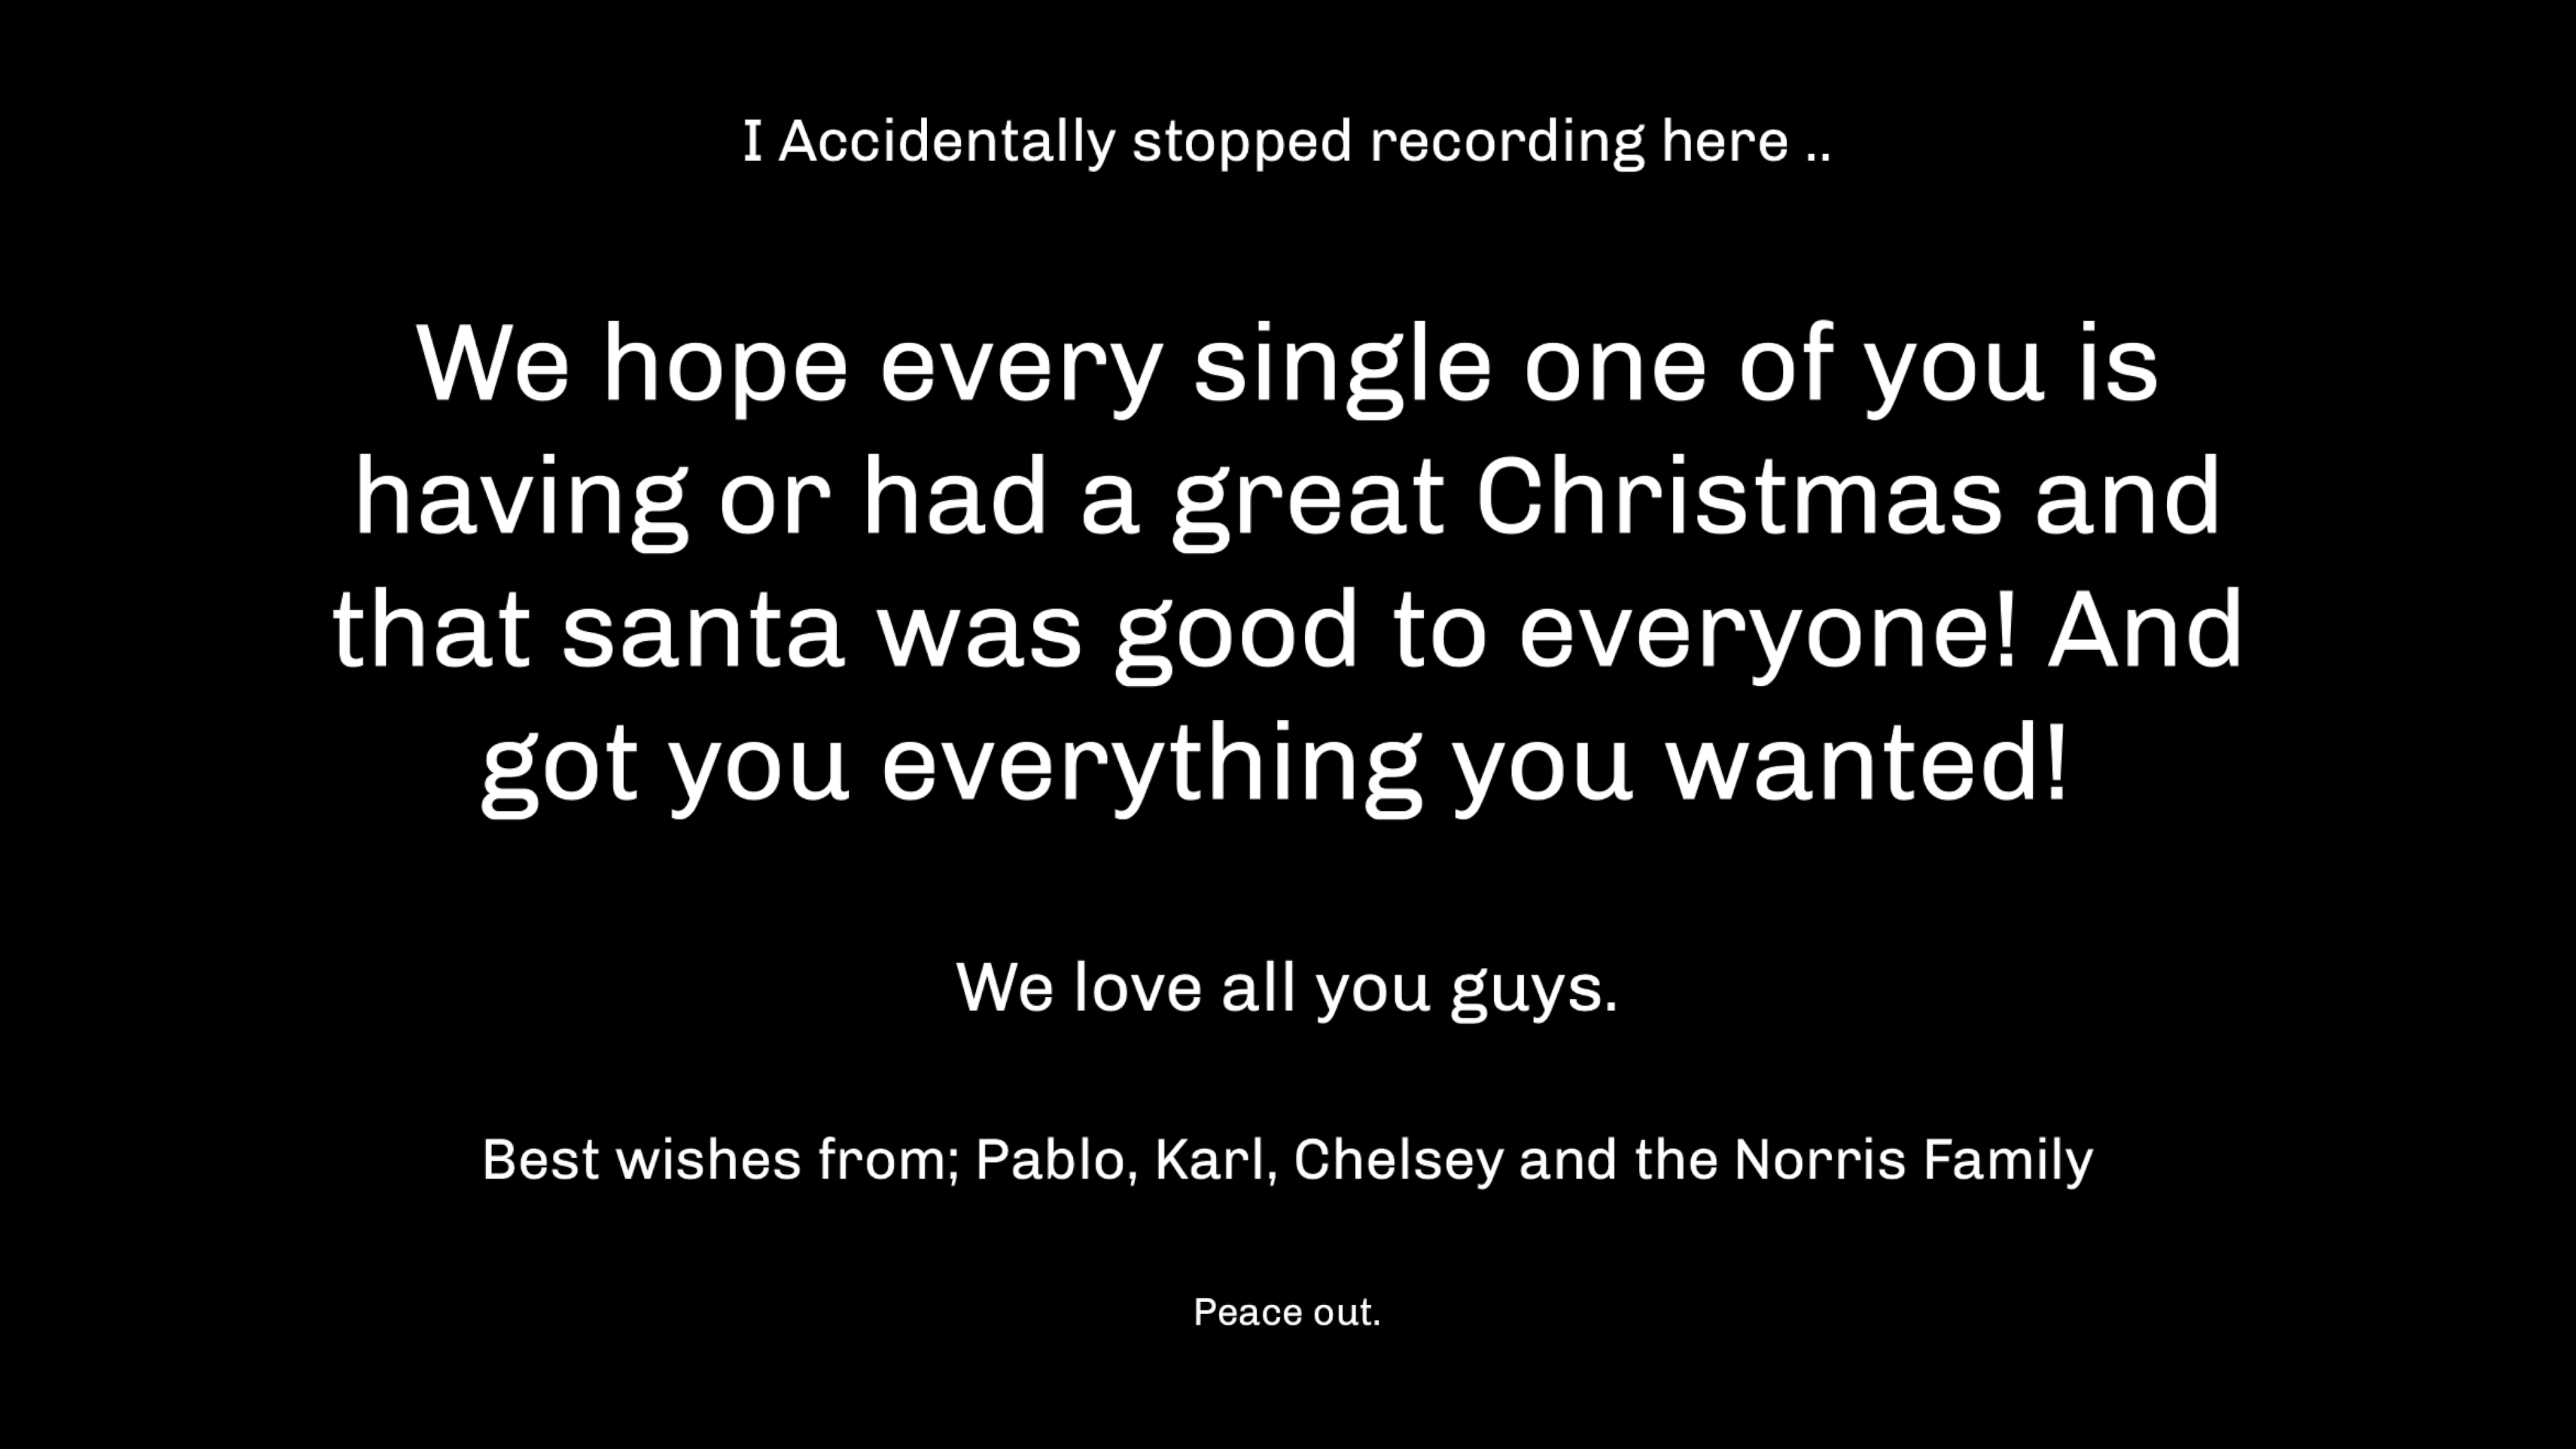 I Accidentally stopped recording here ..
We hope every single one of you is
having or had a great Christmas and
that santa was good to everyone! And
got you everything you wanted!
We love all you guys.
Best wishes from; Pablo, Karl, Chelsey and the Norris Family
Peace out.